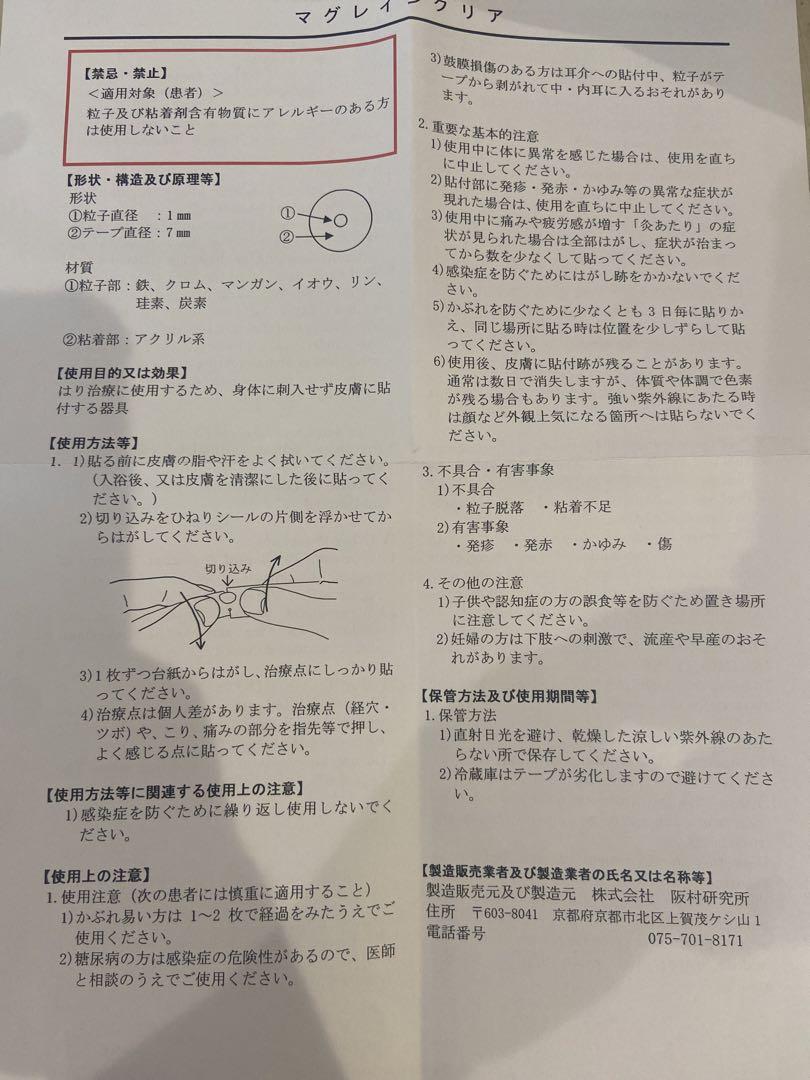 マグレインクリア
【禁忌・禁止】
＜適用対象（患者）＞
粒子及び粘着剤含有物質にアレルギーのある方
は使用しないこと
【形状・構造及び原理等】
形状
①粒子直径　：1㎜
②テープ直径：7㎜
①
②
材質
①粒子部：鉄、クロム、マンガン、イオウ、リン、
珪素、炭素
②粘着部：アクリル系
【使用目的又は効果】
はり治療に使用するため、身体に刺入せず皮膚に貼
付する器具
【使用方法等】
1. 1)貼る前に皮膚の脂や汗をよく拭いてください。
（入浴後、又は皮膚を清潔にした後に貼ってく
ださい。）
2)切り込みをひねりシールの片側を浮かせてか
らはがしてください。
切り込み
3)1枚ずつ台紙からはがし、治療点にしっかり貼
ってください。
4)治療点は個人差があります。治療点（経穴・
ツボ）や、こり、痛みの部分を指先等で押し、
よく感じる点に貼ってください。
【使用方法等に関連する使用上の注意】
1)感染症を防ぐために繰り返し使用しないでく
ださい。
【使用上の注意】
1.使用注意（次の患者には慎重に適用すること）
1)かぶれ易い方は1～2枚で経過をみたうえでご
使用ください。
2)糖尿病の方は感染症の危険性があるので、医師
と相談のうえでご使用ください。
3)鼓膜損傷のある方は耳介への貼付中、粒子がテ
ープから剥がれて中・内耳に入るおそれがあり
ます。
2.重要な基本的注意
1)使用中に体に異常を感じた場合は、使用を直ち
に中止してください。
2)貼付部に発疹・発赤・かゆみ等の異常な症状が
現れた場合は、使用を直ちに中止してください。
3)使用中に痛みや疲労感が増す「灸あたり」の症
状が見られた場合は全部はがし、症状が治まっ
てから数を少なくして貼ってください。
4)感染症を防ぐためにはがし跡をかかないでくだ
さい。
5)かぶれを防ぐために少なくとも3日毎に貼りか
え、同じ場所に貼る時は位置を少しずらして貼
ってください。
6)使用後、皮膚に貼付跡が残ることがあります。
通常は数日で消失しますが、体質や体調で色素
が残る場合もあります。強い紫外線にあたる時
は顔など外観上気になる箇所へは貼らないでく
ださい。
3.不具合・有害事象
1)不具合
・粒子脱落　・粘着不足
2)有害事象
・発疹　・発赤　・かゆみ　・傷
4.その他の注意
1)子供や認知症の方の誤食等を防ぐため置き場所
に注意してください。
2)妊婦の方は下肢への刺激で、流産や早産のおそ
れがあります。
【保管方法及び使用期間等】
1.保管方法
1)直射日光を避け、乾燥した涼しい紫外線のあた
らない所で保存してください。
2)冷蔵庫はテープが劣化しますので避けてくださ
い。
【製造販売業者及び製造業者の氏名又は名称等】
製造販売元及び製造元　株式会社　阪村研究所
住所　〒603-8041　京都府京都市北区上賀茂ケシ山1
電話番号　075-701-8171